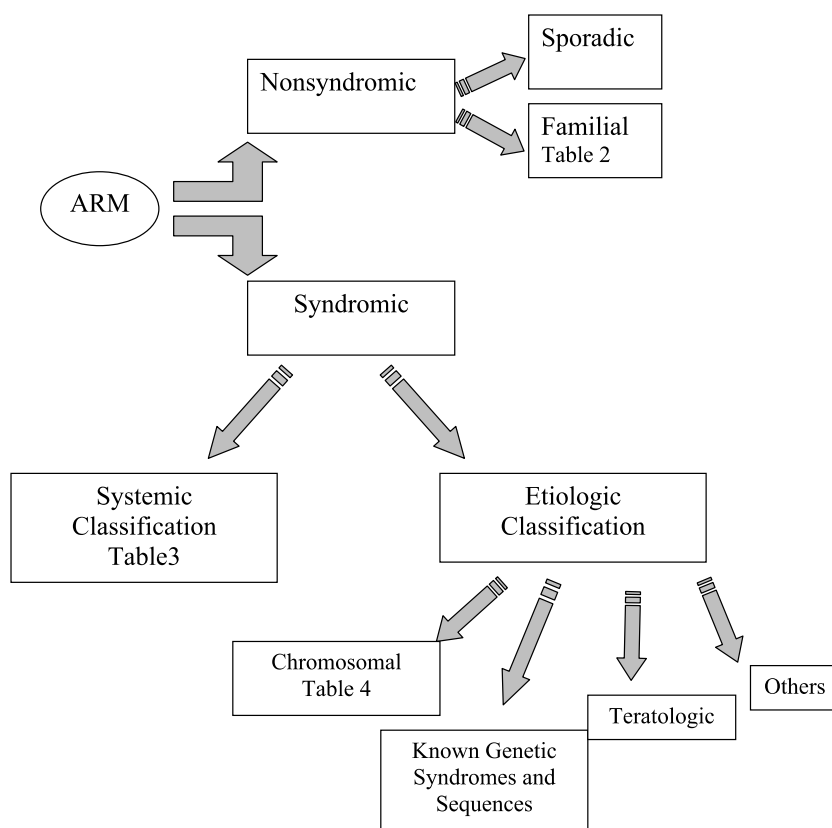 Sporadic
Nonsyndromic
Familial
Table 2
ARM
Syndromic
Systemic
Classification
Table3
Etiologic
Classification
Chromosomal
Table 4
Others
Teratologic
Known Genetic
Syndromes and
Sequences